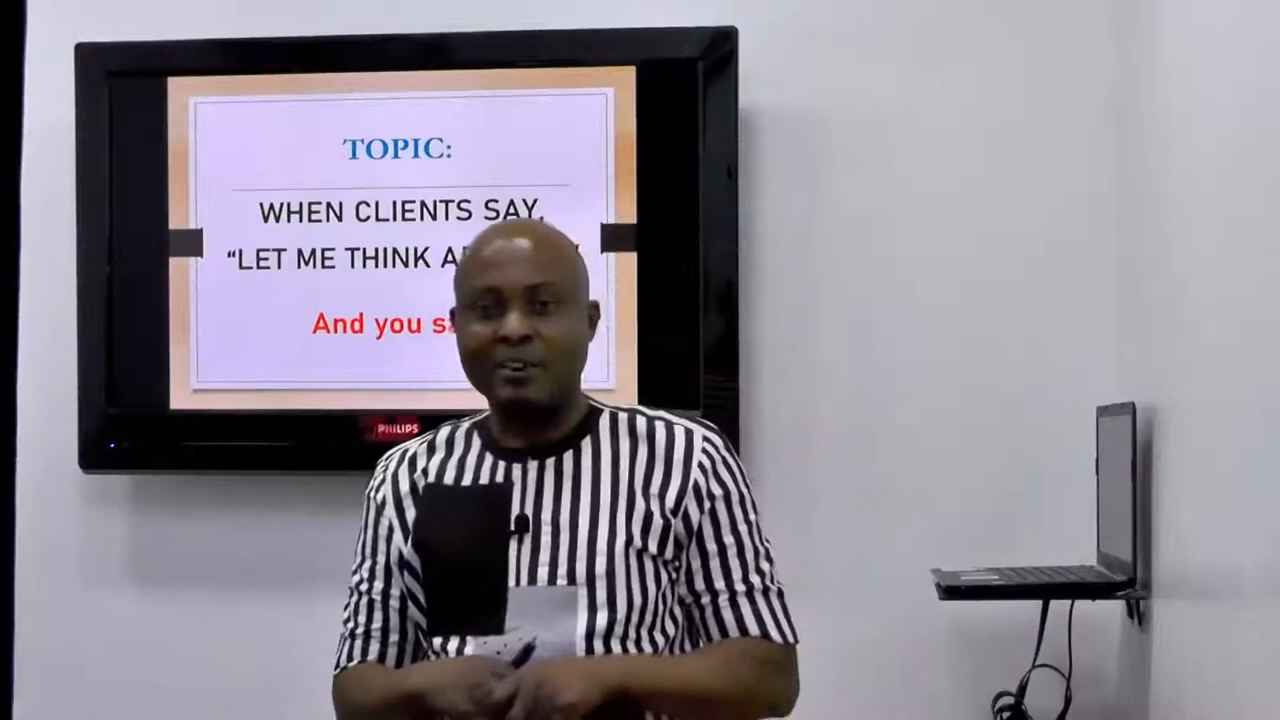 TOPIC:
WHEN CLIENTS SAY,
“LET ME THINK
And you
PHILIPS